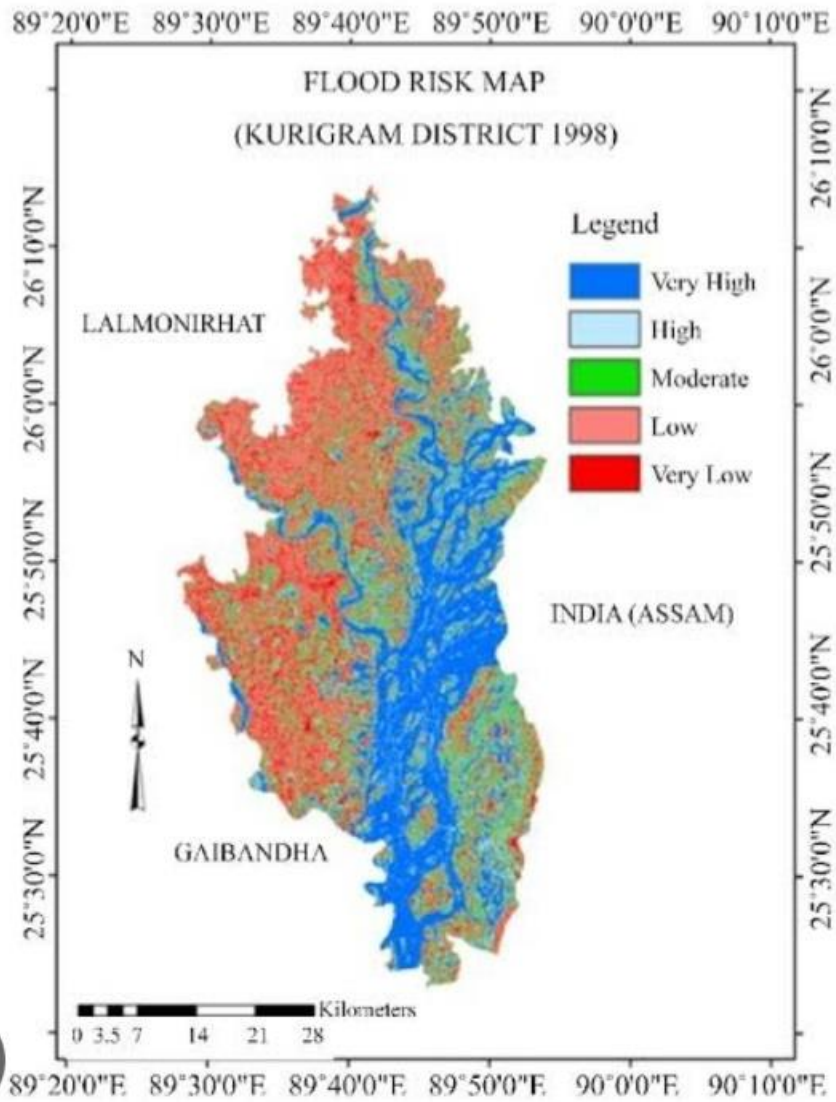 89°20'0"E 89°30'0"E 89°40'0"E 89°50'0"E 90°0'0"E 90°10'0"E
FLOOD RISK MAP
(KURIGRAM DISTRICT 1998)
Legend
Very High
High
Moderate
Low
Very Low
LALMONIRHAT
INDIA (ASSAM)
N
GAIBANDHA
Kilometers
0 3.5 7 14 21 28
26°10'0"N
26°0'0"N
25°50'0"N
25°40'0"N
25°30'0"N
26°10'0"N
26°0'0"N
25°50'0"N
25°40'0"N
25°30'0"N
89°20'0"E 89°30'0"E 89°40'0"E 89°50'0"E 90°0'0"E 90°10'0"E